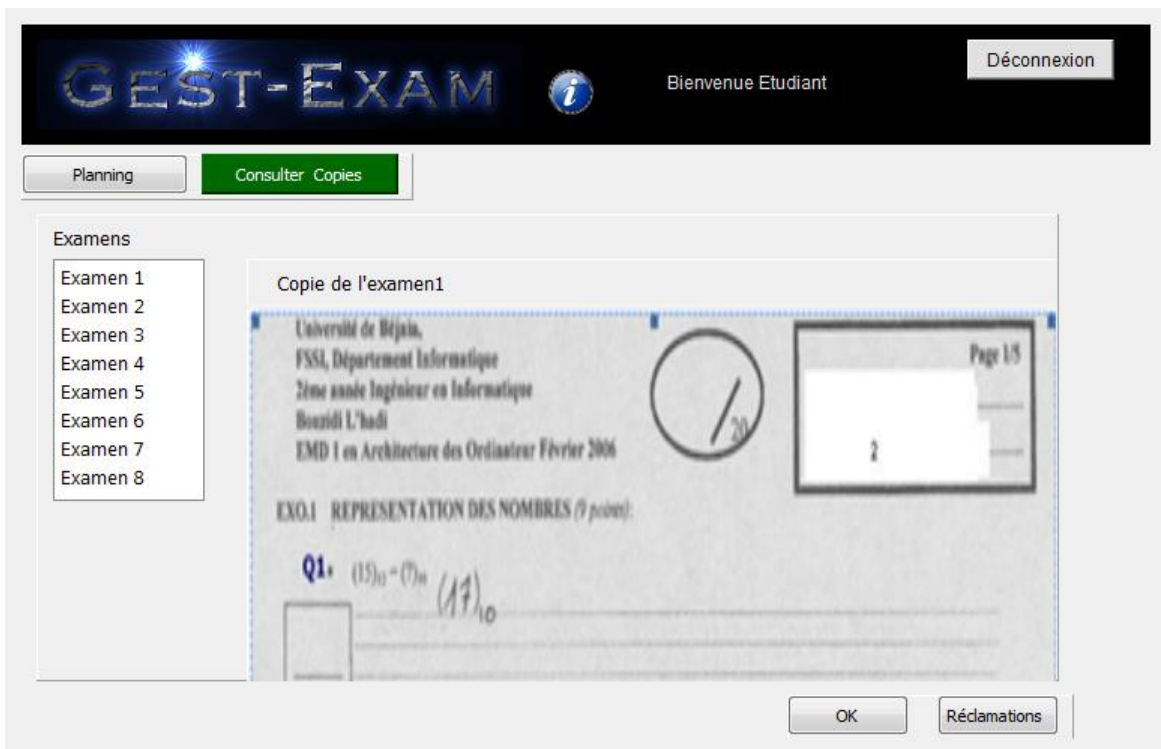 GEST-EXAM
Bienvenue Etudiant
Déconnexion
Planning
Consulter Copies
Examens
Examen 1
Examen 2
Examen 3
Examen 4
Examen 5
Examen 6
Examen 7
Examen 8
Copie de l'examen1
Université de Béjaia,
FSSI, Département Informatique
2ème année Ingénieur en Informatique
Bouzidi L'hadi
EMD 1 en Architecture des Ordinateur Février 2006
20
Page 1/5
2
EXO.1 REPRESENTATION DES NOMBRES (9 points):
Q1.
(17)10
OK
Réclamations